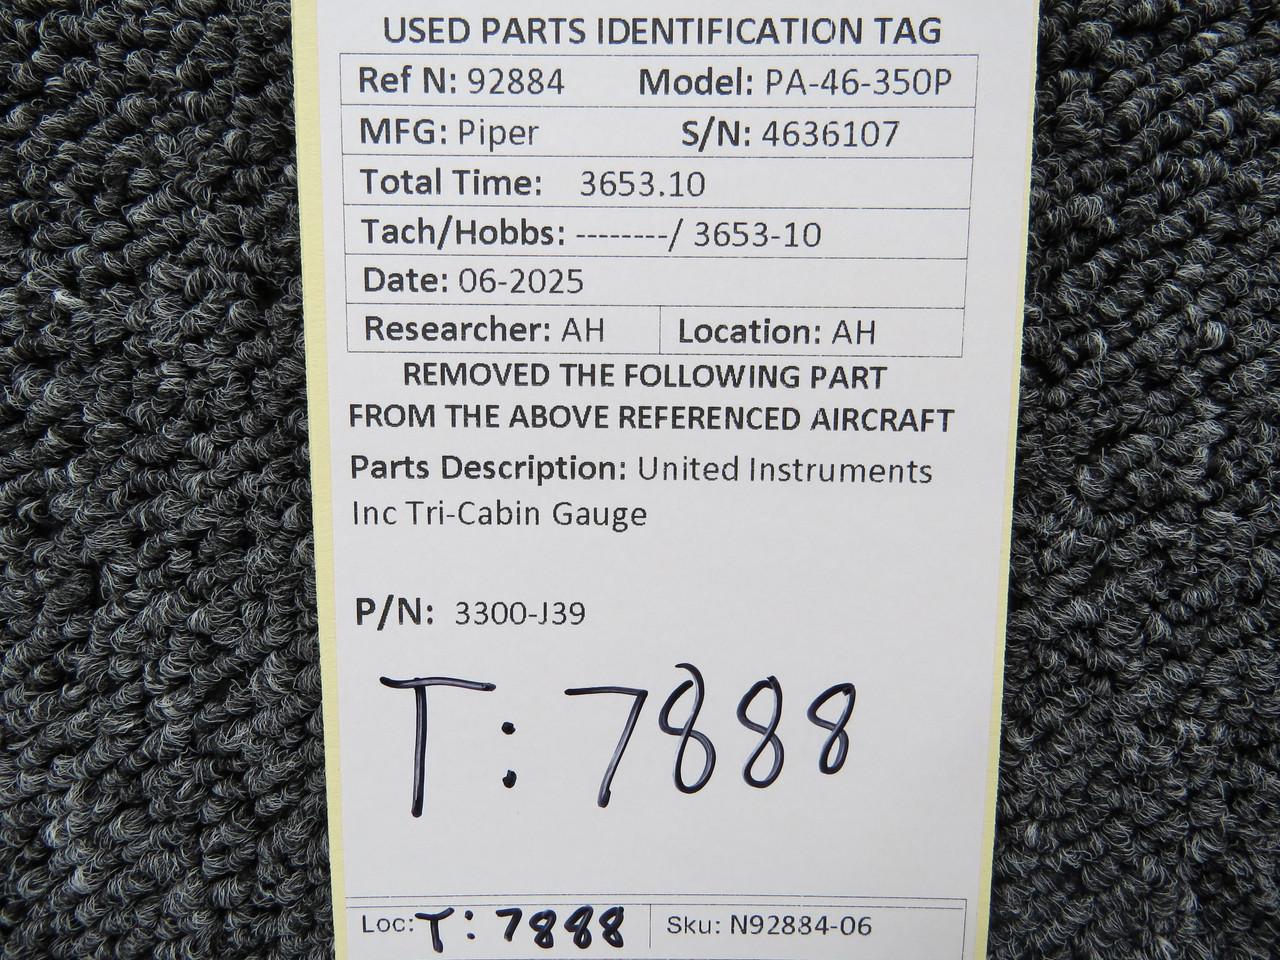 USED PARTS IDENTIFICATION TAG
Ref N: 92884 Model: PA-46-350P
MFG: Piper S/N: 4636107
Total Time: 3653.10
Tach/Hobbs: --------/ 3653-10
Date: 06-2025
Researcher: AH Location: AH
REMOVED THE FOLLOWING PART
FROM THE ABOVE REFERENCED AIRCRAFT
Parts Description: United Instruments
Inc Tri-Cabin Gauge
P/N: 3300-J39
T: 7888
Loc: T: 7888 Sku: N92884-06